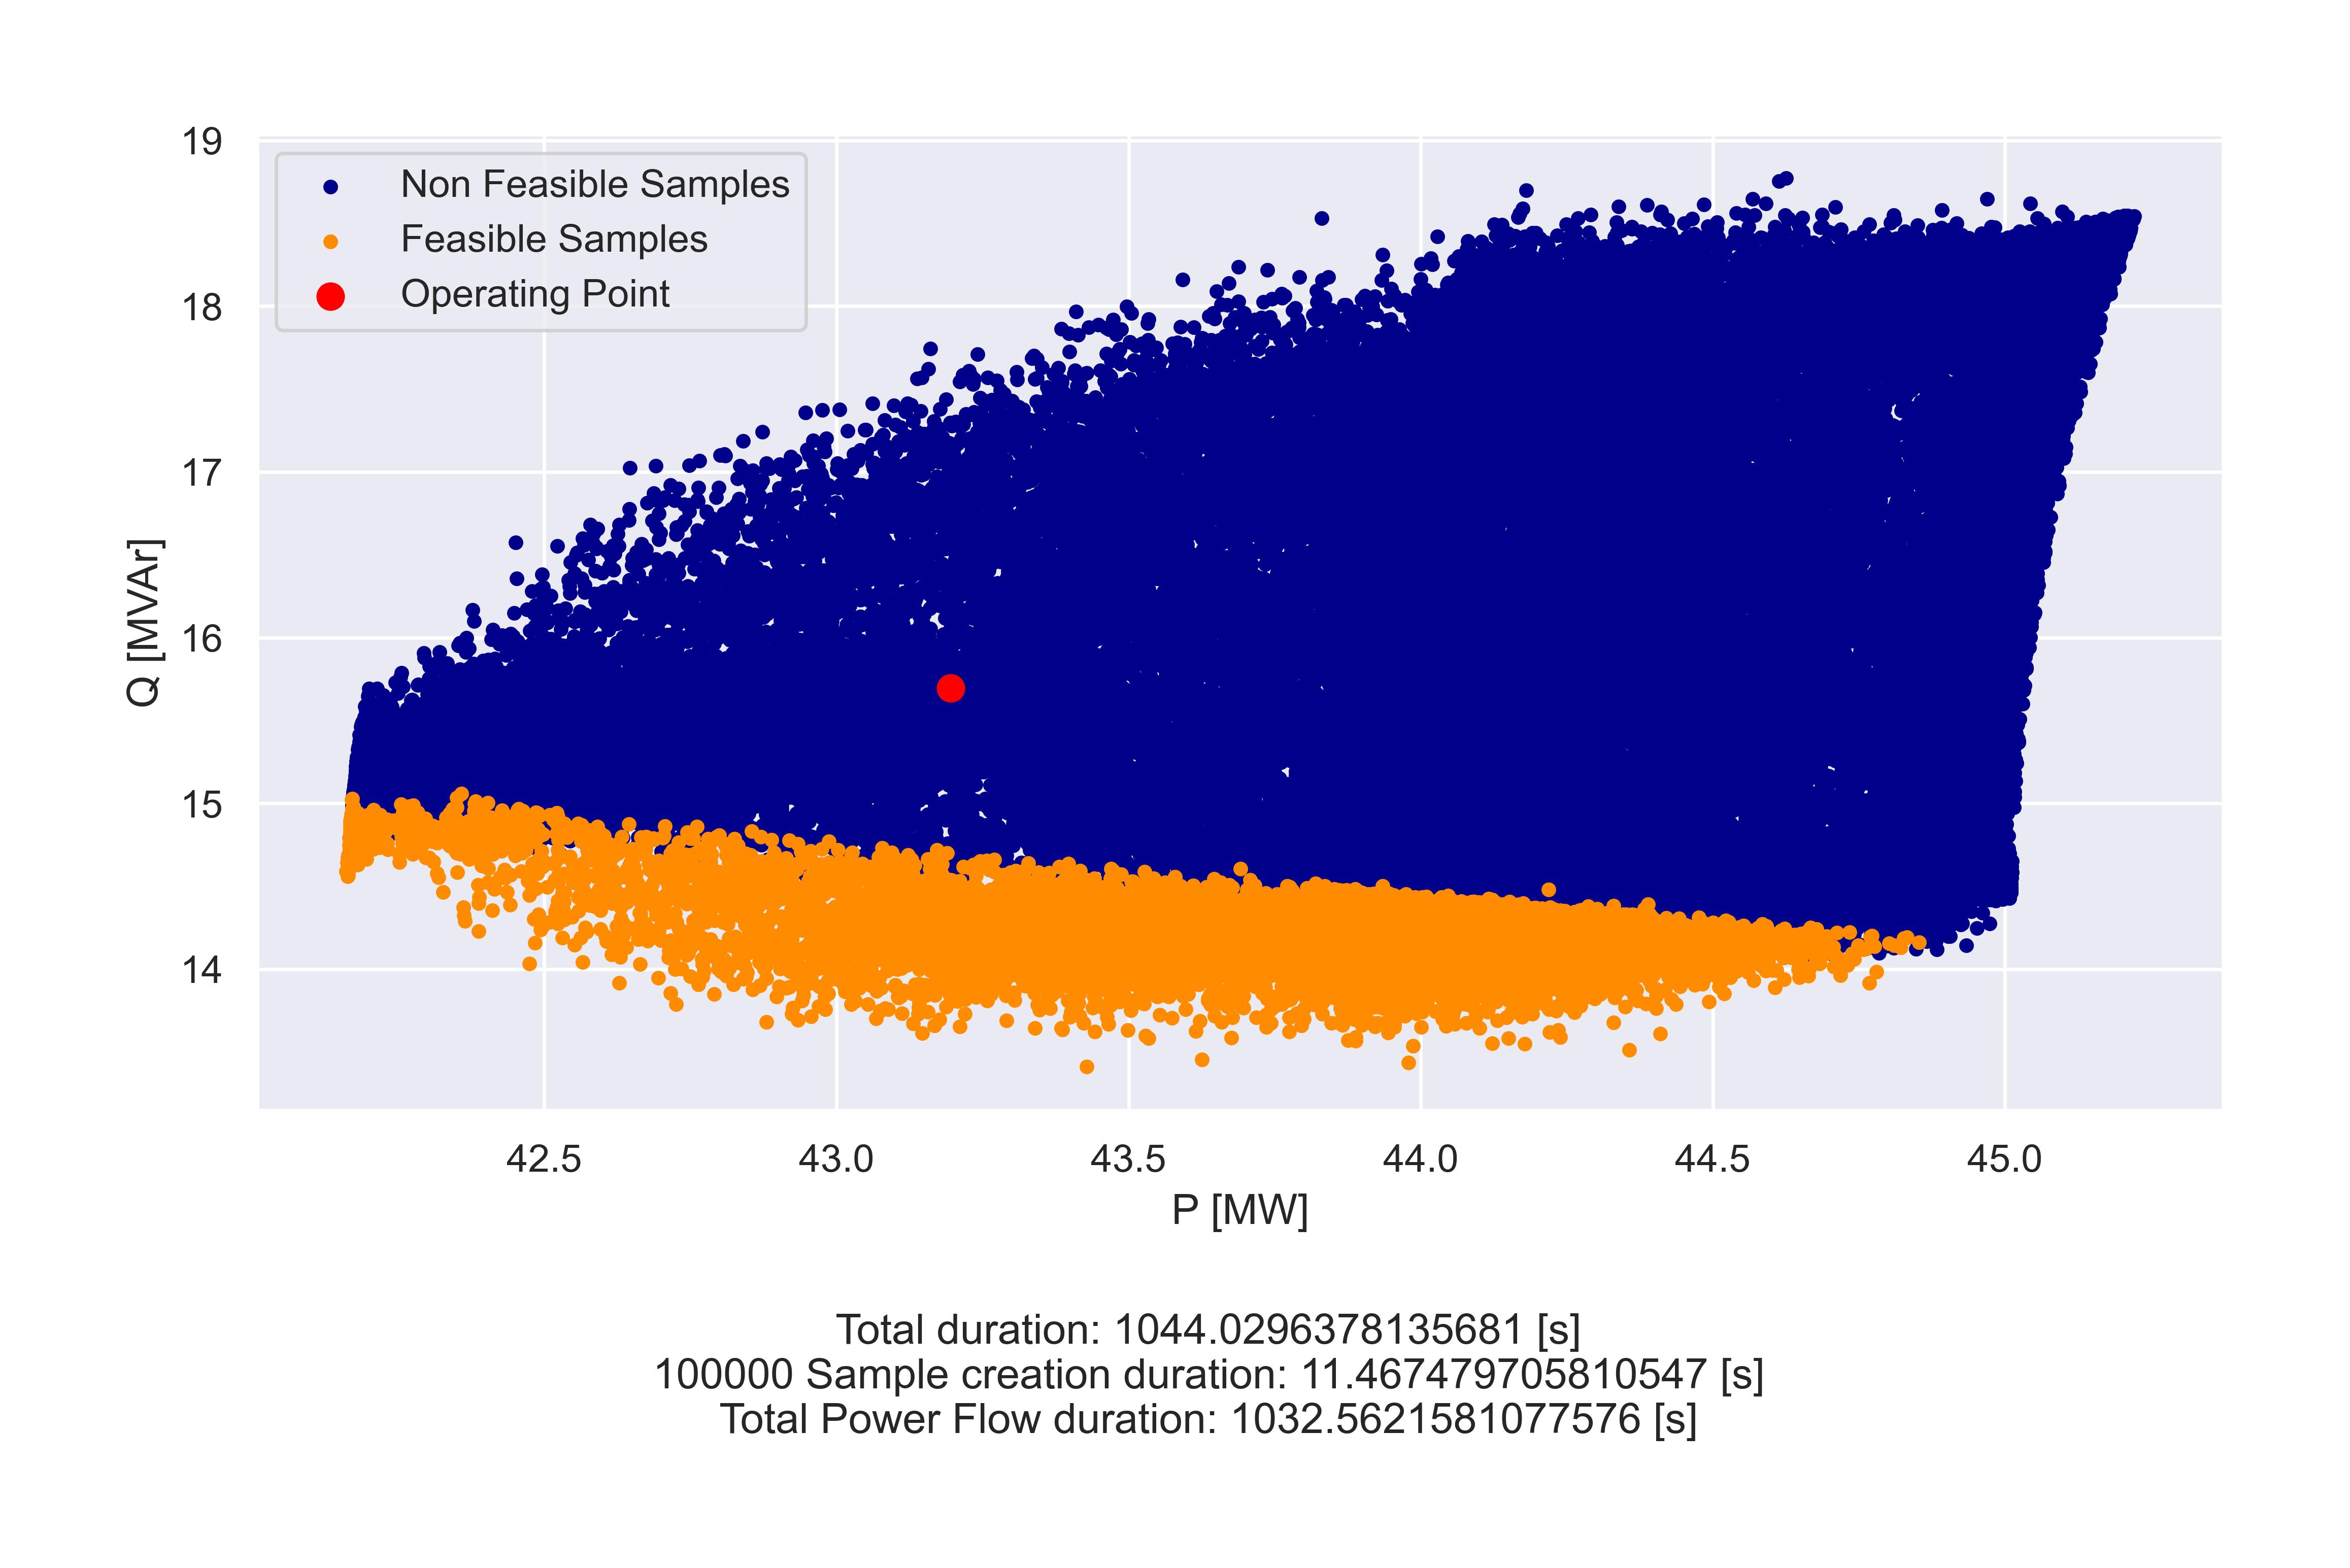 Non Feasible Samples
Feasible Samples
Operating Point
19
18
17
16
15
14
Q [MVAr]
42.5 43.0 43.5 44.0 44.5 45.0
P [MW]
Total duration: 1044.0296378135681 [s]
100000 Sample creation duration: 11.467479705810547 [s]
Total Power Flow duration: 1032.5621581077576 [s]